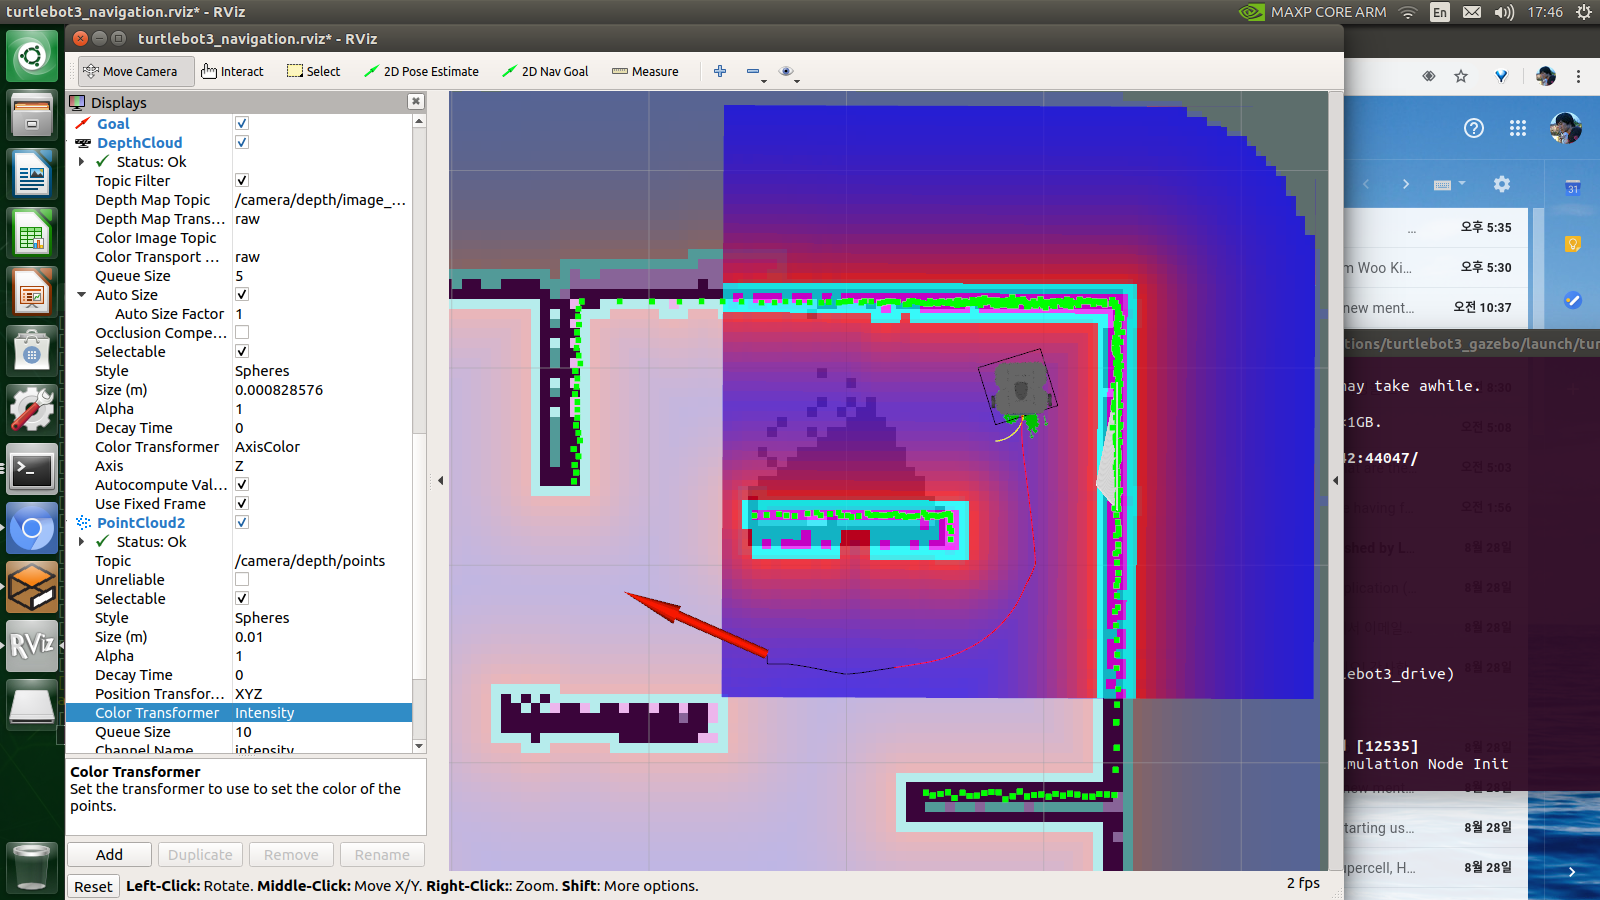 turtlebot3_navigation.rviz* - RViz
MAXP CORE ARM
En
17:46
turtlebot3_navigation.rviz* - RViz
Move Camera
Interact
Select
2D Pose Estimate
2D Nav Goal
Measure
Displays
Goal
DepthCloud
Status: Ok
Topic Filter
Depth Map Topic /camera/depth/image_...
Depth Map Trans... raw
Color Image Topic
Color Transport ... raw
Queue Size 5
Auto Size
Auto Size Factor 1
Occlusion Compe...
Selectable
Style Spheres
Size (m) 0.000828576
Alpha 1
Decay Time 0
Color Transformer AxisColor
Axis Z
Autocompute Val...
Use Fixed Frame
PointCloud2
Status: Ok
Topic /camera/depth/points
Unreliable
Selectable
Style Spheres
Size (m) 0.01
Alpha 1
Decay Time 0
Position Transfor... XYZ
Color Transformer Intensity
Queue Size 10
Channel Name intensity
Color Transformer
Set the transformer to use to set the color of the
points.
Add
Duplicate
Remove
Rename
Reset
Left-Click: Rotate. Middle-Click: Move X/Y. Right-Click:: Zoom. Shift: More options.
2 fps
RViz
31
... 오후 5:35
m Woo Ki... 오후 5:30
new ment... 오전 10:37
tions/turtlebot3_gazebo/launch/tur
may take awhile.
1GB.
42:44047/
lebot3_drive)
[12535]
mulation Node Init
tarting us... 8월 28일
upercell, H... 8월 28일